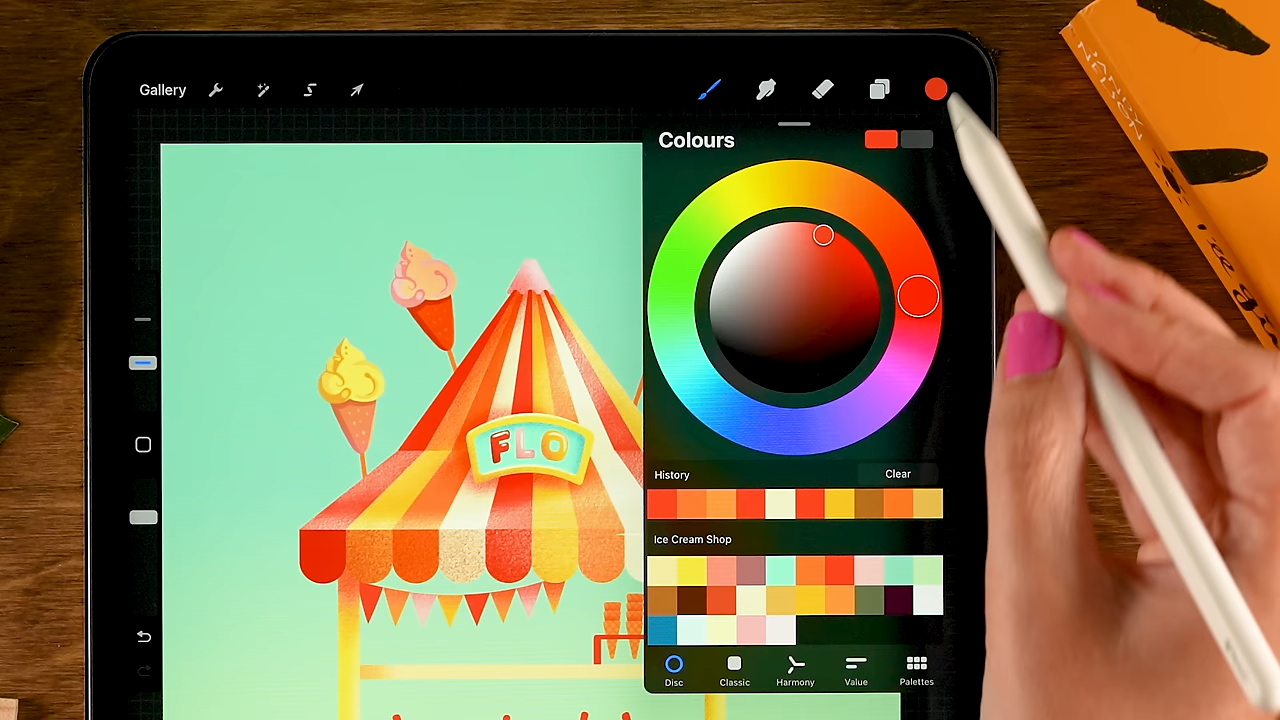 Gallery
Colours
FLO
History
Clear
Ice Cream Shop
Disc
Classic
Harmony
Value
Palettes